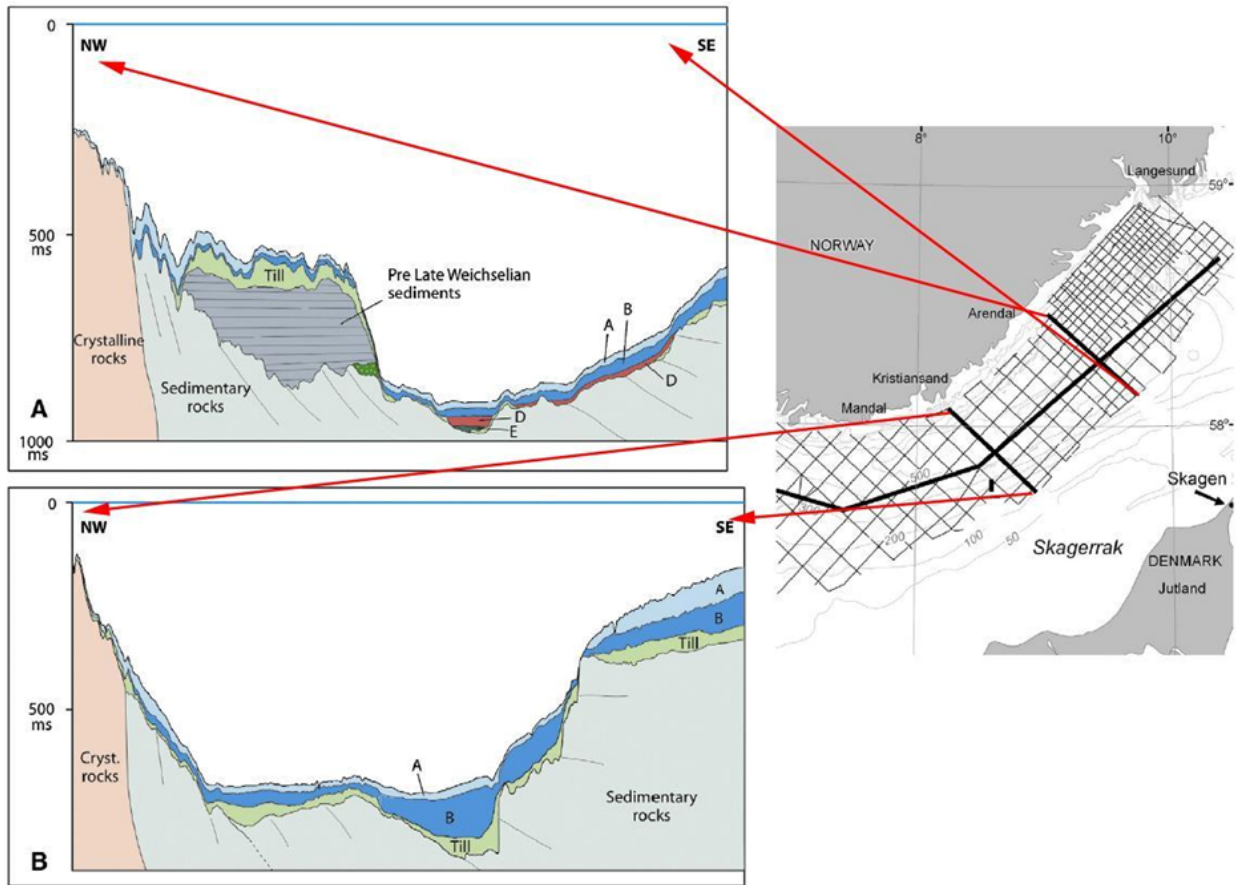 0
NW
SE
500
ms
Till
Pre Late Weichselian
sediments
A
B
D
Crystalline
rocks
Sedimentary
rocks
D
E
A
1000
ms
0
NW
SE
A
B
Till
500
ms
A
Cryst.
rocks
B
Sedimentary
rocks
Till
B
8°
10°
Langesund
59°
NORWAY
Arendal
Kristiansand
Mandal
58°
500
300
200
100
50
Skagen
Skagerrak
DENMARK
Jutland